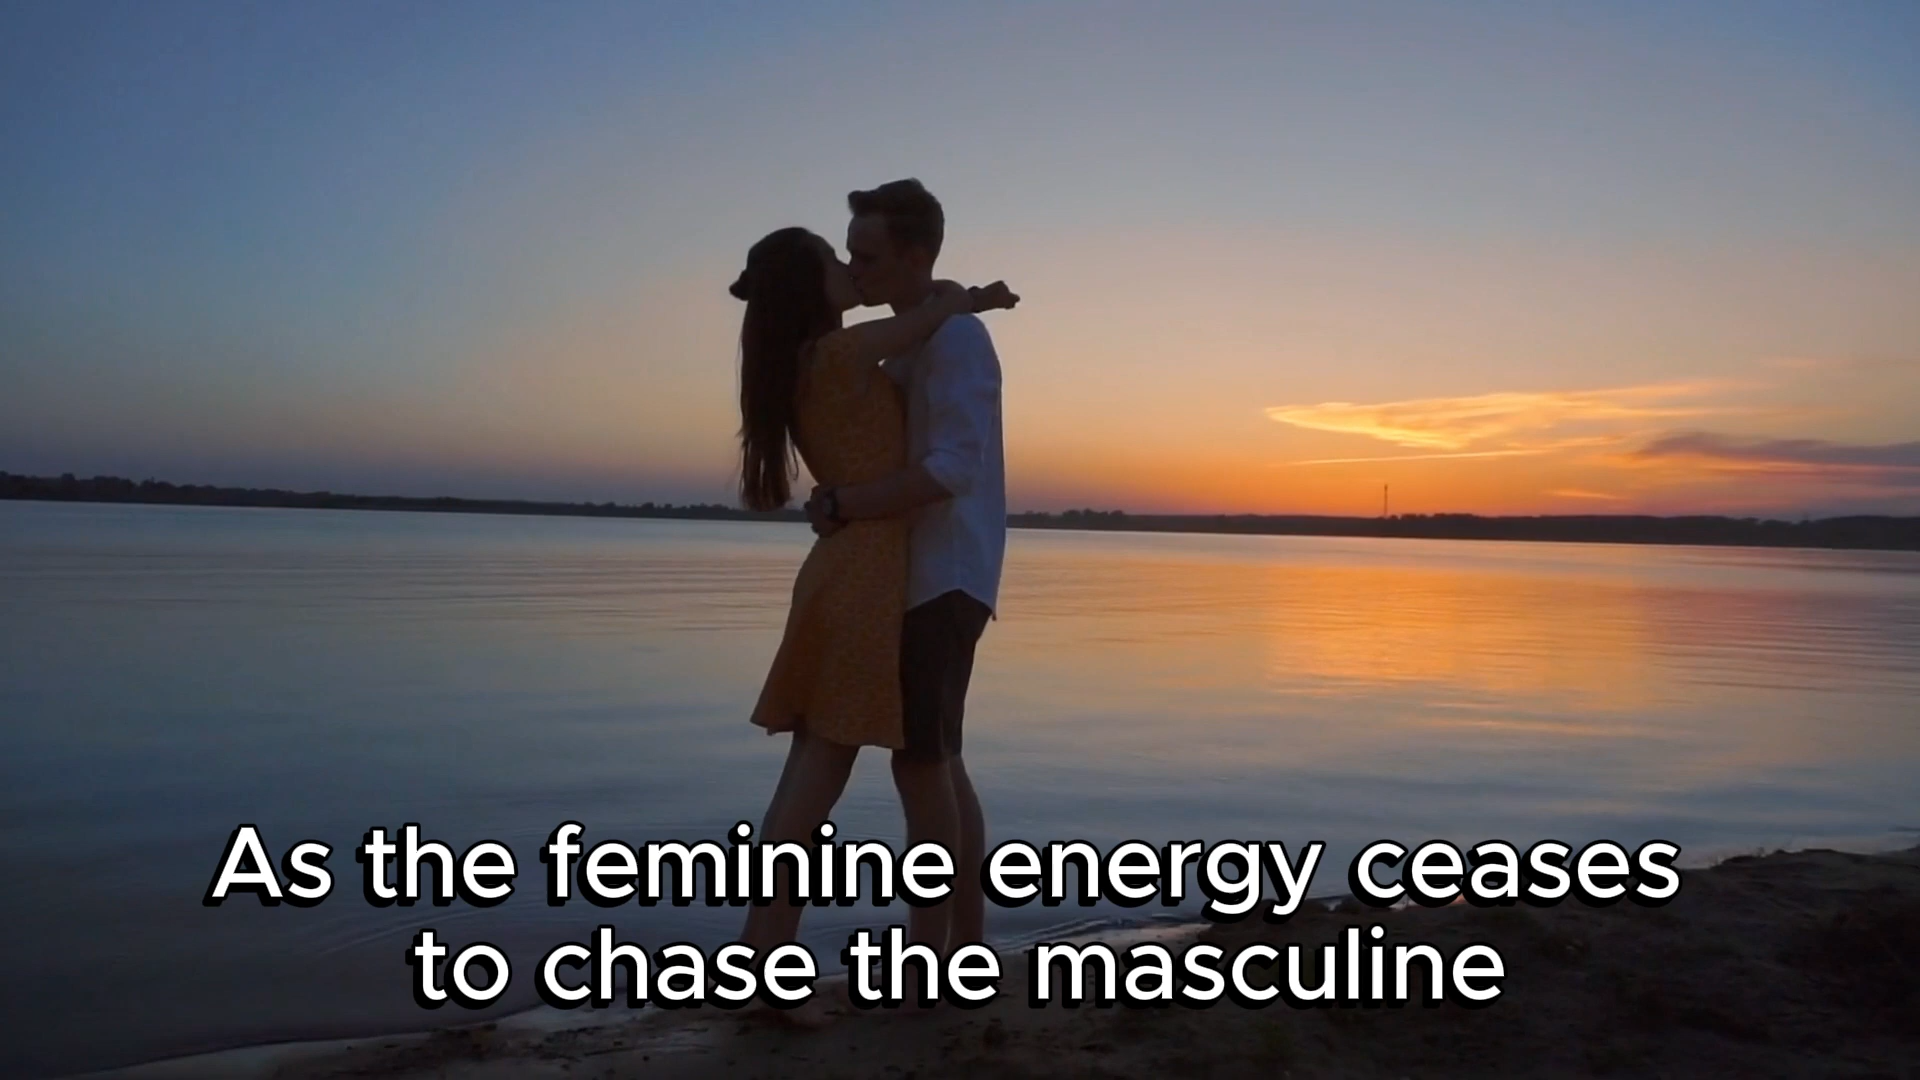 As the feminine energy ceases
to chase the masculine